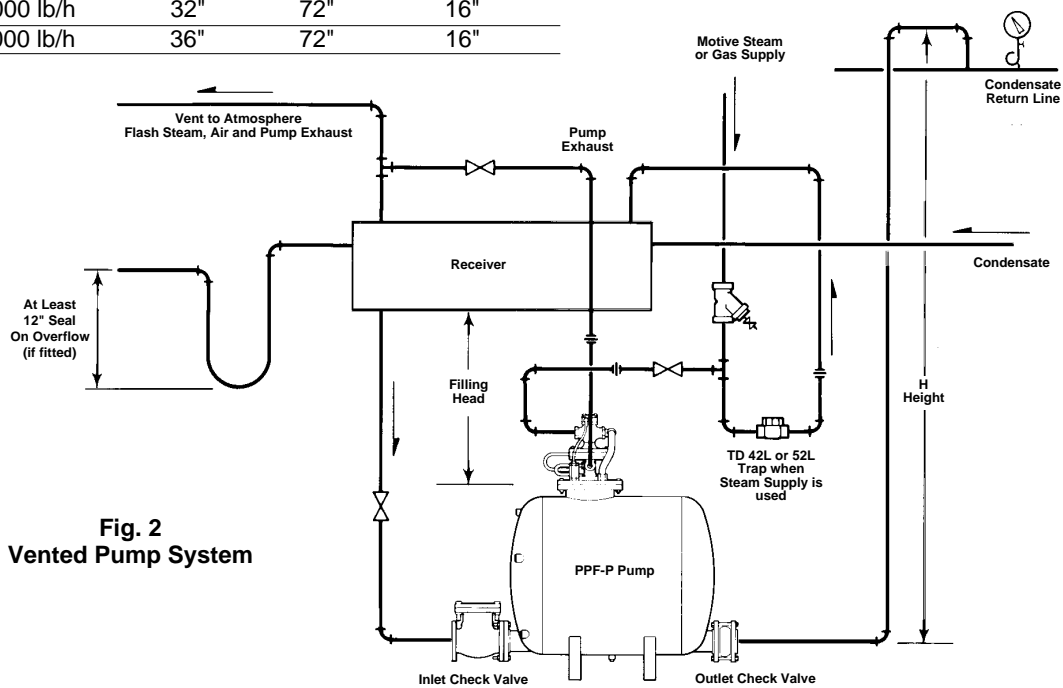 000 lb/h 32" 72" 16"
000 lb/h 36" 72" 16"
Motive Steam
or Gas Supply
Condensate
Return Line
Vent to Atmosphere
Flash Steam, Air and Pump Exhaust
Pump
Exhaust
Receiver
Condensate
At Least
12" Seal
On Overflow
(if fitted)
Filling
Head
H
Height
TD 42L or 52L
Trap when
Steam Supply is
used
Fig. 2
Vented Pump System
PPF-P Pump
Inlet Check Valve
Outlet Check Valve